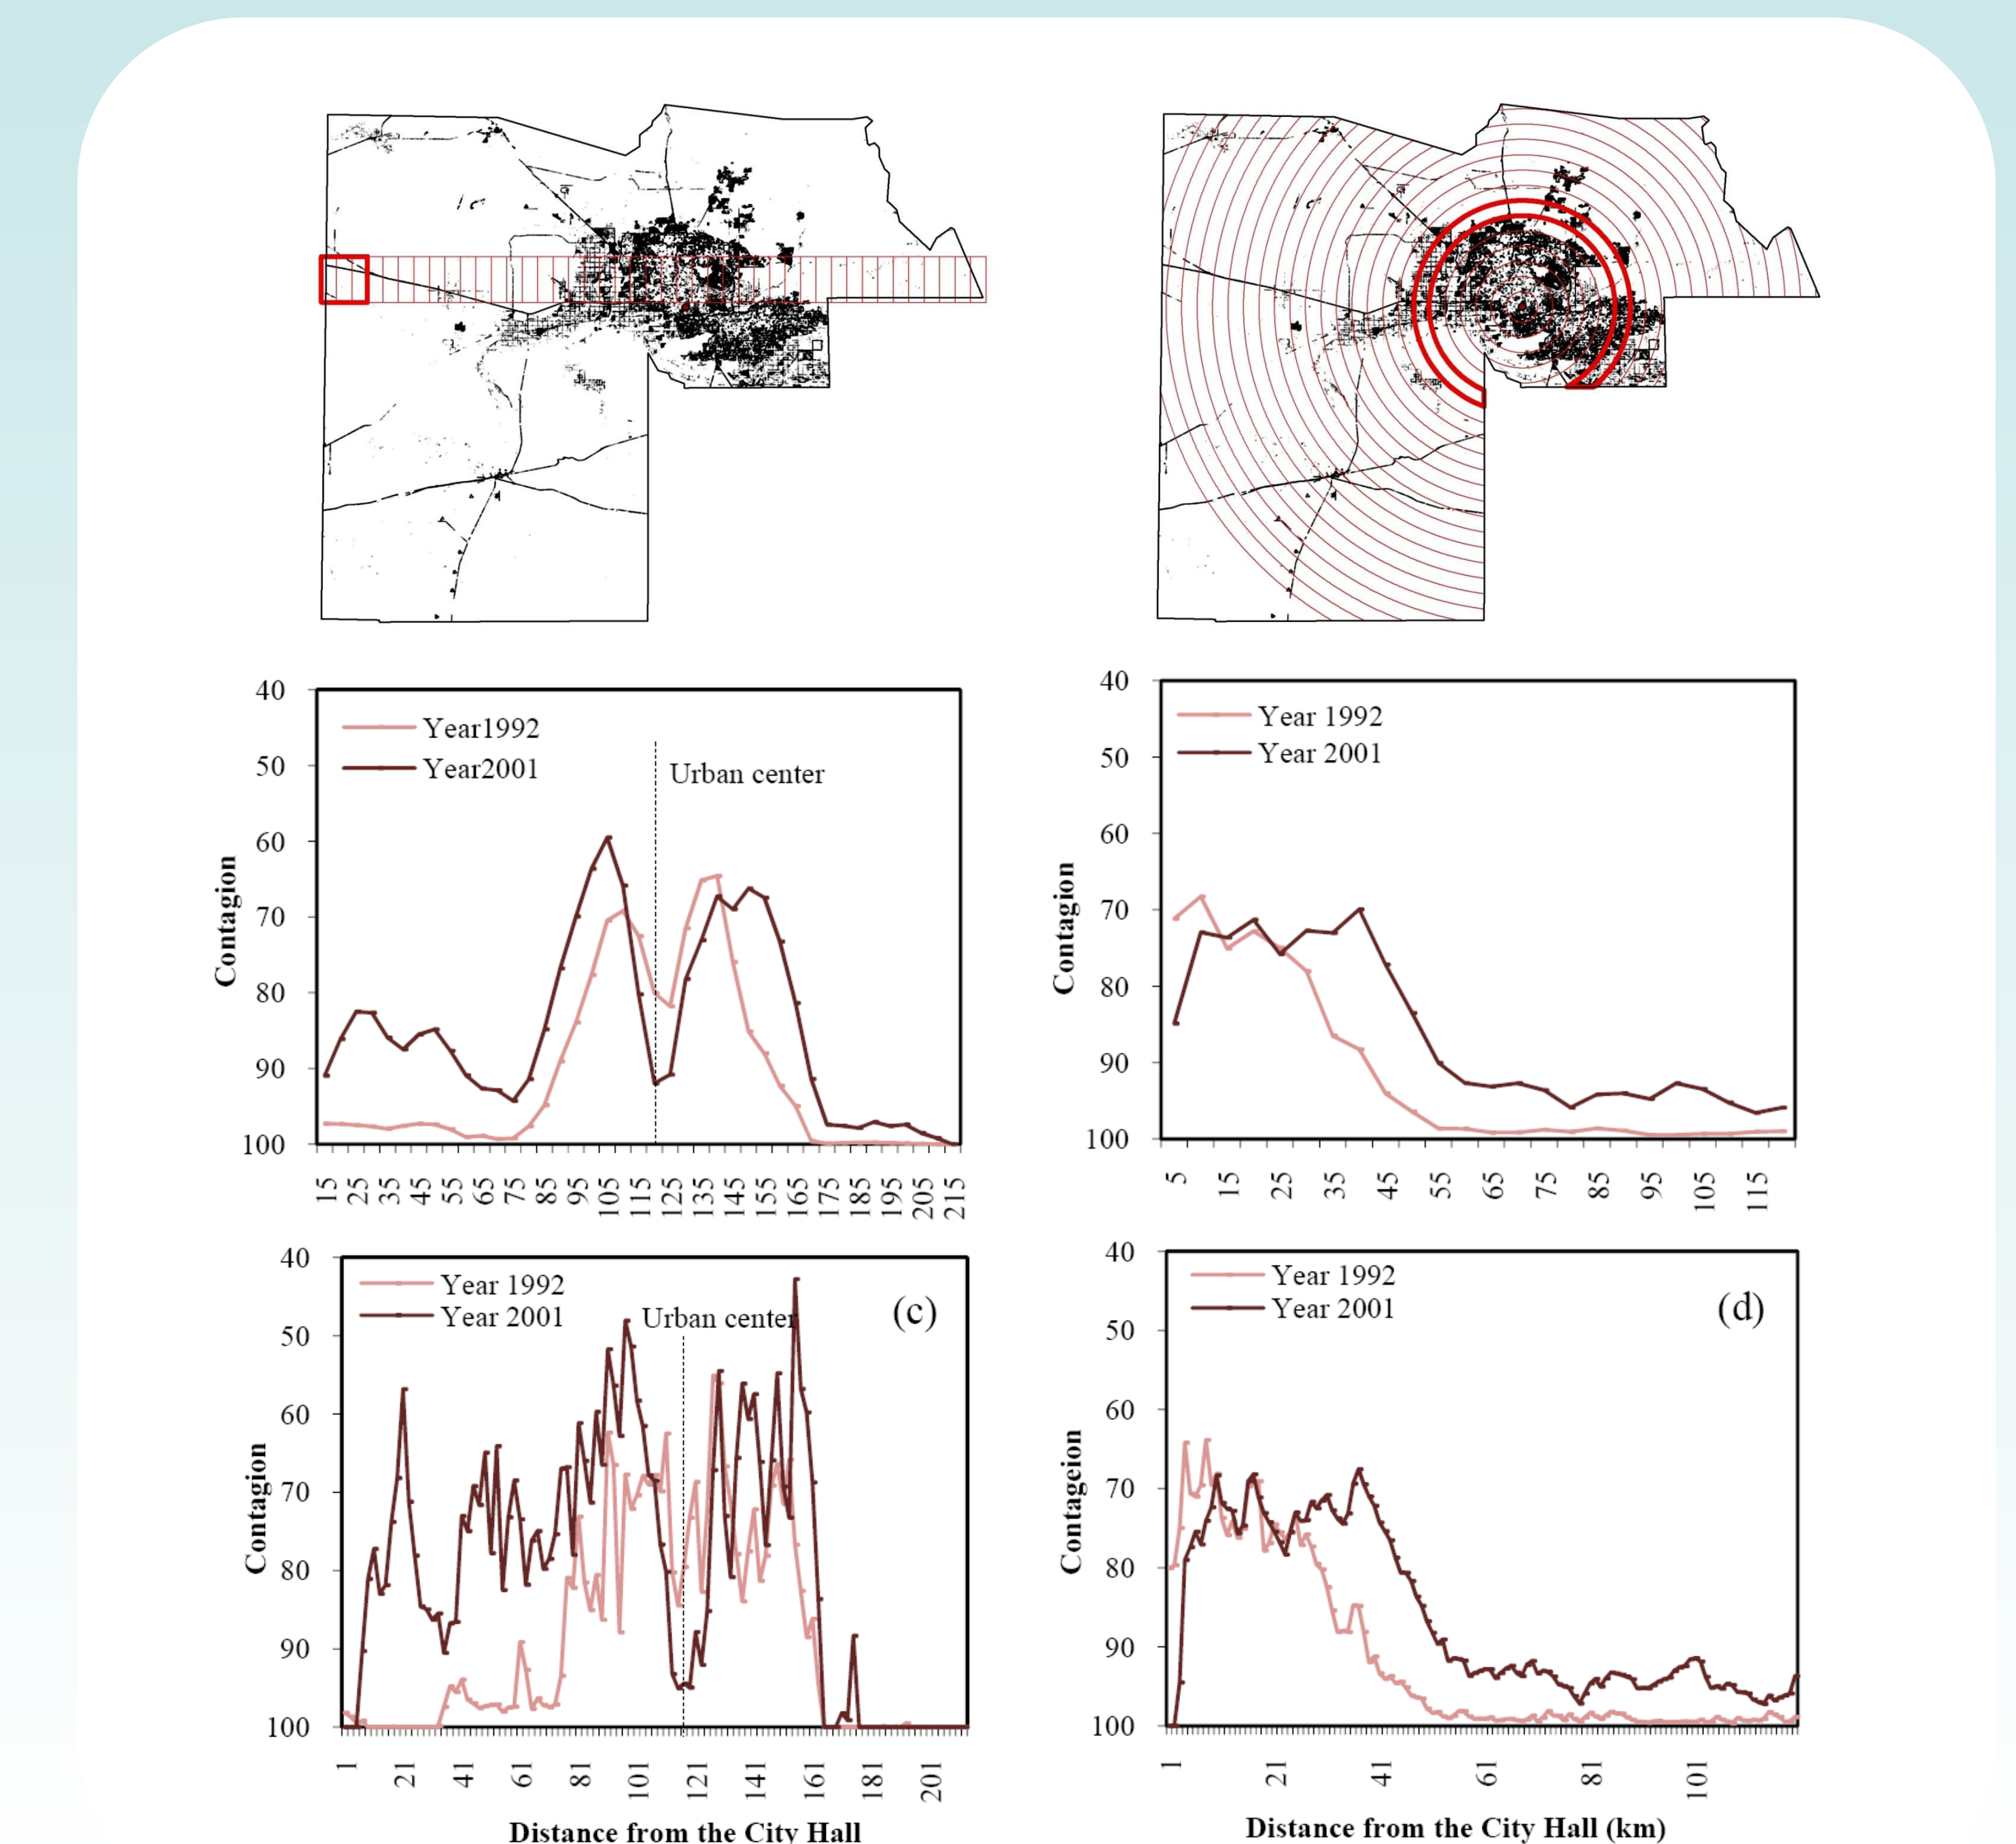 40
50
60
70
80
90
100
Contagion
Year1992
Year2001
Urban center
15 25 35 45 55 65 75 85 95 105 115 125 135 145 155 165 175 185 195 205 215
40
50
60
70
80
90
100
Contagion
Year 1992
Year 2001
5 15 25 35 45 55 65 75 85 95 105 115
40
50
60
70
80
90
100
Contagion
Year 1992
Year 2001
Urban center
(c)
1 21 41 61 81 101 121 141 161 181 201
Distance from the City Hall
40
50
60
70
80
90
100
Contageion
Year 1992
Year 2001
(d)
1 21 41 61 81 101
Distance from the City Hall (km)